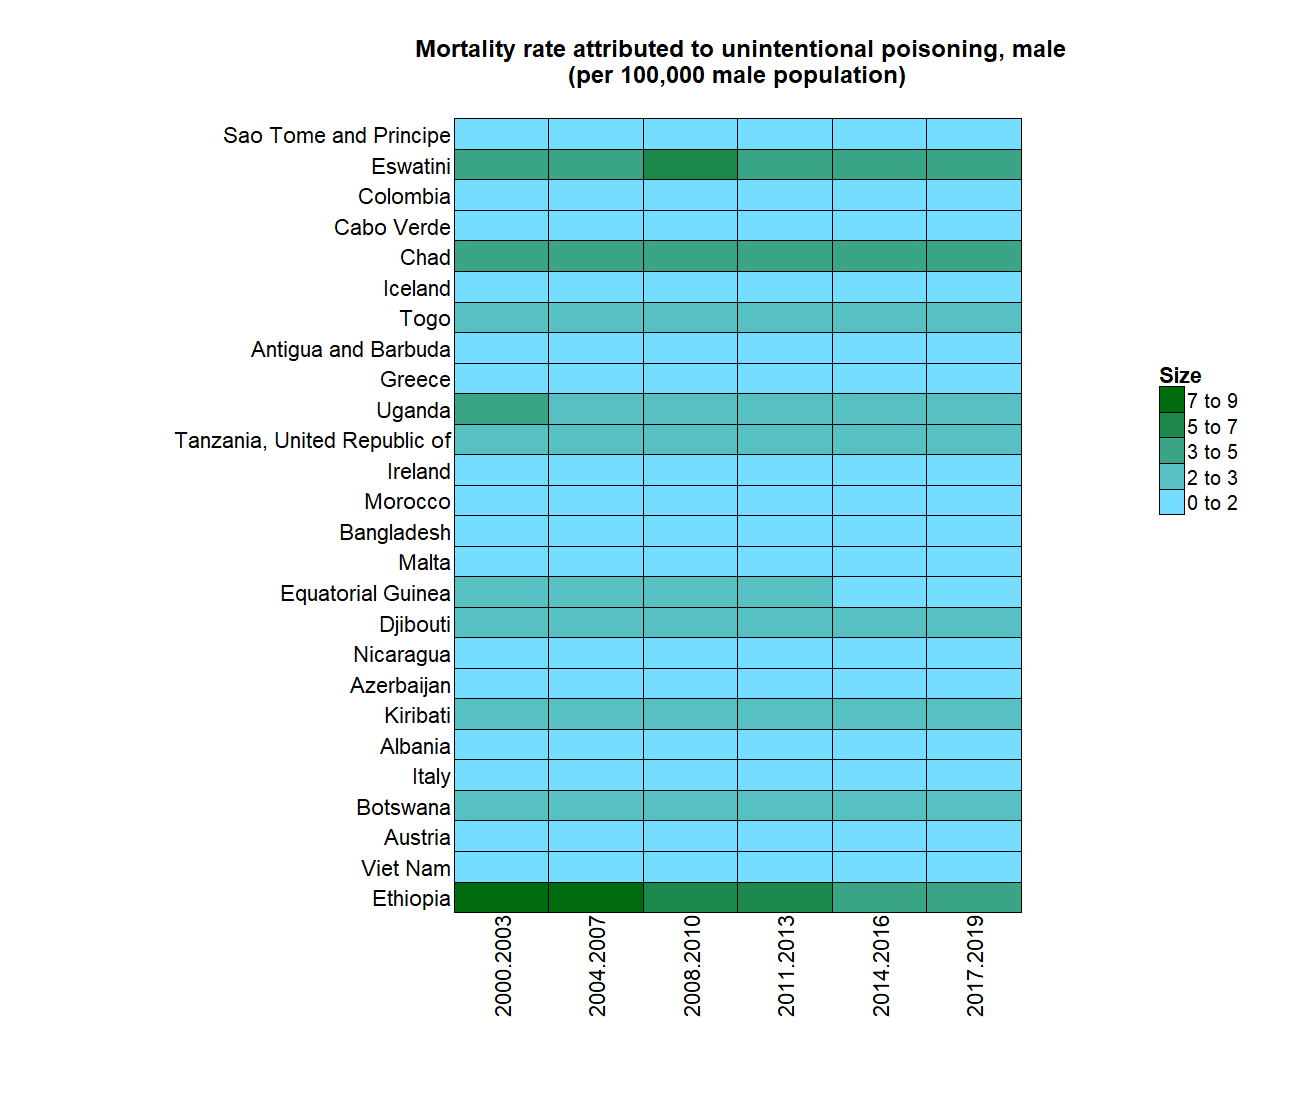 Mortality rate attributed to unintentional poisoning, male
(per 100,000 male population)
Sao Tome and Principe
Eswatini
Colombia
Cabo Verde
Chad
Iceland
Togo
Antigua and Barbuda
Greece
Uganda
Tanzania, United Republic of
Ireland
Morocco
Bangladesh
Malta
Equatorial Guinea
Djibouti
Nicaragua
Azerbaijan
Kiribati
Albania
Italy
Botswana
Austria
Viet Nam
Ethiopia
2000.2003
2004.2007
2008.2010
2011.2013
2014.2016
2017.2019
Size
7 to 9
5 to 7
3 to 5
2 to 3
0 to 2